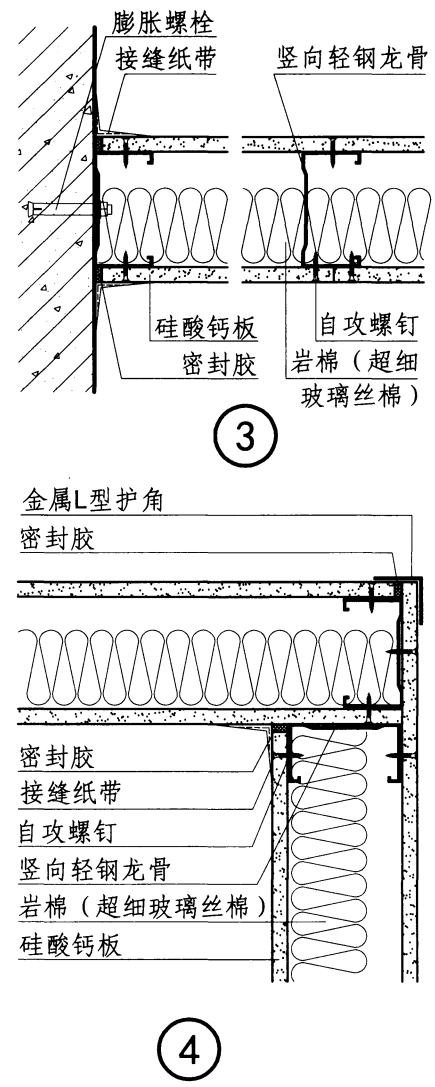 膨胀螺栓
接缝纸带
竖向轻钢龙骨
硅酸钙板
密封胶
自攻螺钉
岩棉（超细
玻璃丝棉）
3
金属L型护角
密封胶
密封胶
接缝纸带
自攻螺钉
竖向轻钢龙骨
岩棉（超细玻璃丝棉）
硅酸钙板
4